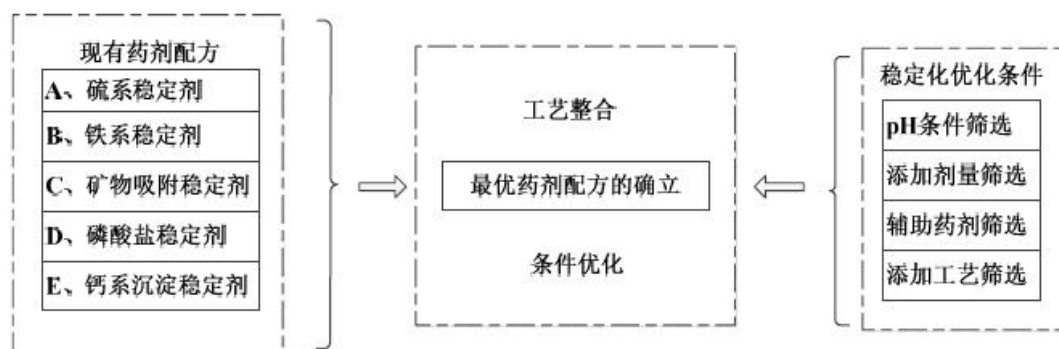 现有药剂配方
A、硫系稳定剂
B、铁系稳定剂
C、矿物吸附稳定剂
D、磷酸盐稳定剂
E、钙系沉淀稳定剂
工艺整合
最优药剂配方的确立
条件优化
稳定化优化条件
pH条件筛选
添加剂量筛选
辅助药剂筛选
添加工艺筛选